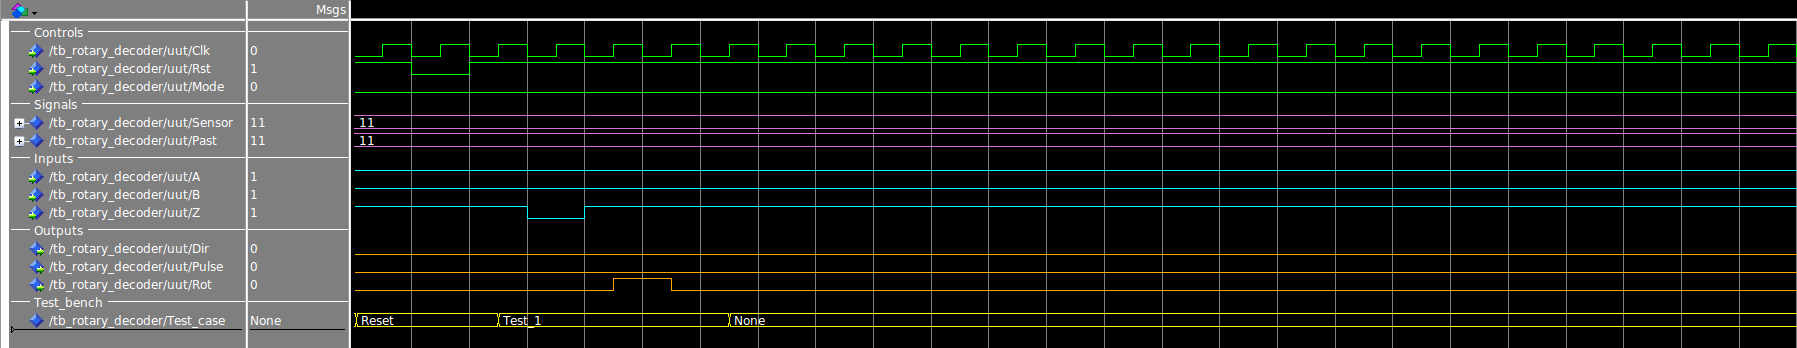 Msgs
Controls
/tb_rotary_decoder/uut/Clk 0
/tb_rotary_decoder/uut/Rst 1
/tb_rotary_decoder/uut/Mode 0
Signals
/tb_rotary_decoder/uut/Sensor 11 11
/tb_rotary_decoder/uut/Past 11 11
Inputs
/tb_rotary_decoder/uut/A 1
/tb_rotary_decoder/uut/B 1
/tb_rotary_decoder/uut/Z 1
Outputs
/tb_rotary_decoder/uut/Dir 0
/tb_rotary_decoder/uut/Pulse 0
/tb_rotary_decoder/uut/Rot 0
Test_bench
/tb_rotary_decoder/Test_case None Reset Test_1 None